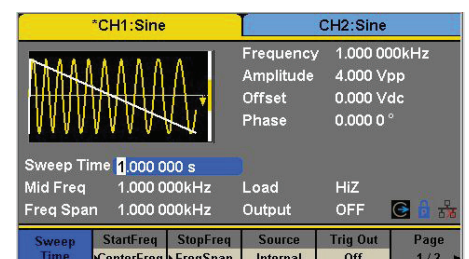 *CH1:Sine CH2:Sine
Frequency 1.000 000kHz
Amplitude 4.000 Vpp
Offset 0.000 Vdc
Phase 0.000 0 °
Sweep Time 1.000 000 s
Mid Freq 1.000 000kHz Load HiZ
Freq Span 1.000 000kHz Output OFF
Sweep StartFreq StopFreq Source Trig Out Page
Time CenterFreq FreqSpan Internal Off 1/2